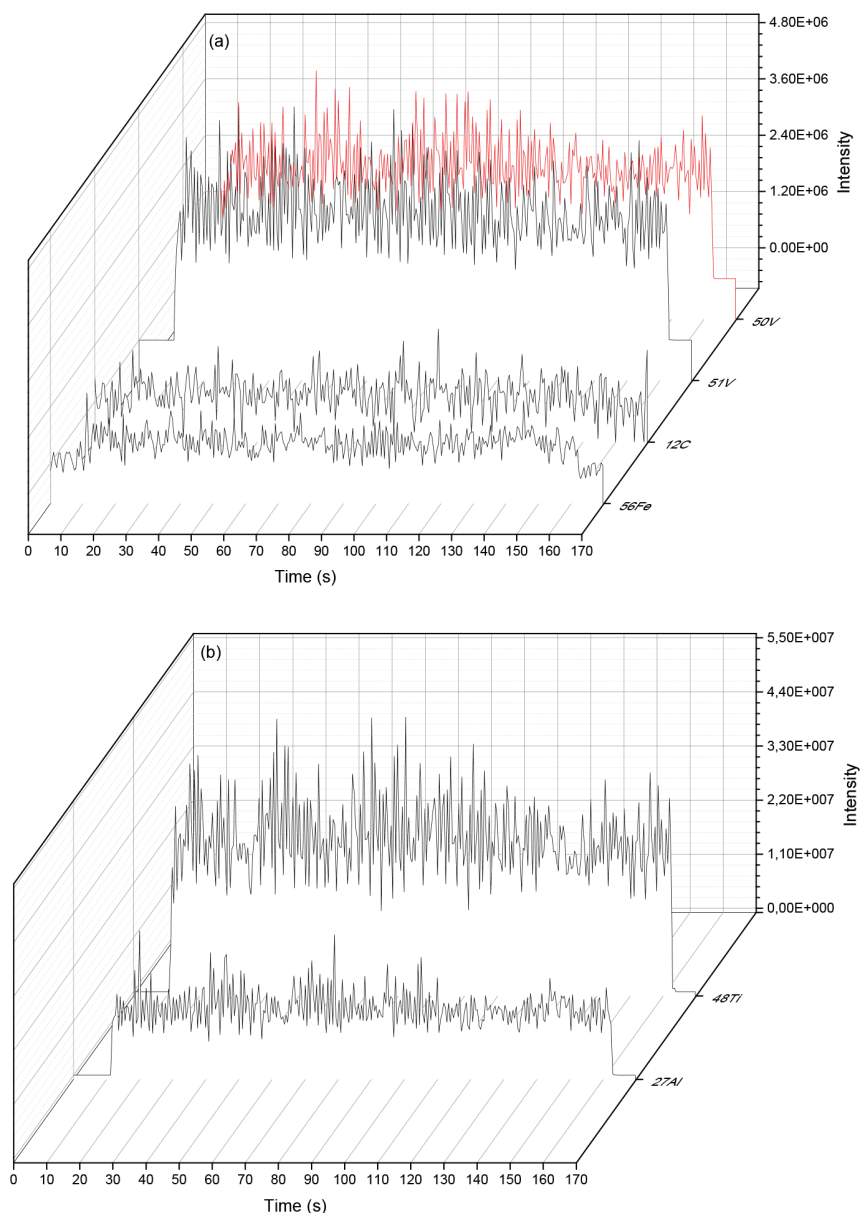 (a)
4.80E+06
3.60E+06
2.40E+06
1.20E+06
0.00E+00
Intensity
50V
51V
12C
56Fe
0 10 20 30 40 50 60 70 80 90 100 110 120 130 140 150 160 170
Time (s)
(b)
5,50E+007
4,40E+007
3,30E+007
2,20E+007
1,10E+007
0,00E+000
Intensity
48Ti
27Al
0 10 20 30 40 50 60 70 80 90 100 110 120 130 140 150 160 170
Time (s)